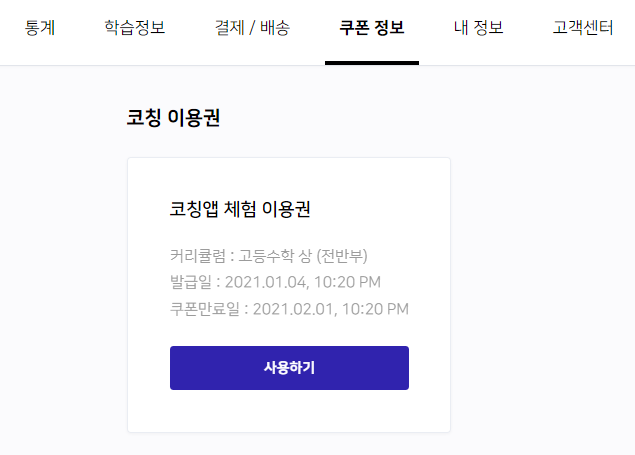 통계 학습정보 결제 / 배송 쿠폰 정보 내 정보 고객센터
코칭 이용권
코칭앱 체험 이용권
커리큘럼 : 고등수학 상 (전반부)
발급일 : 2021.01.04, 10:20 PM
쿠폰만료일 : 2021.02.01, 10:20 PM
사용하기